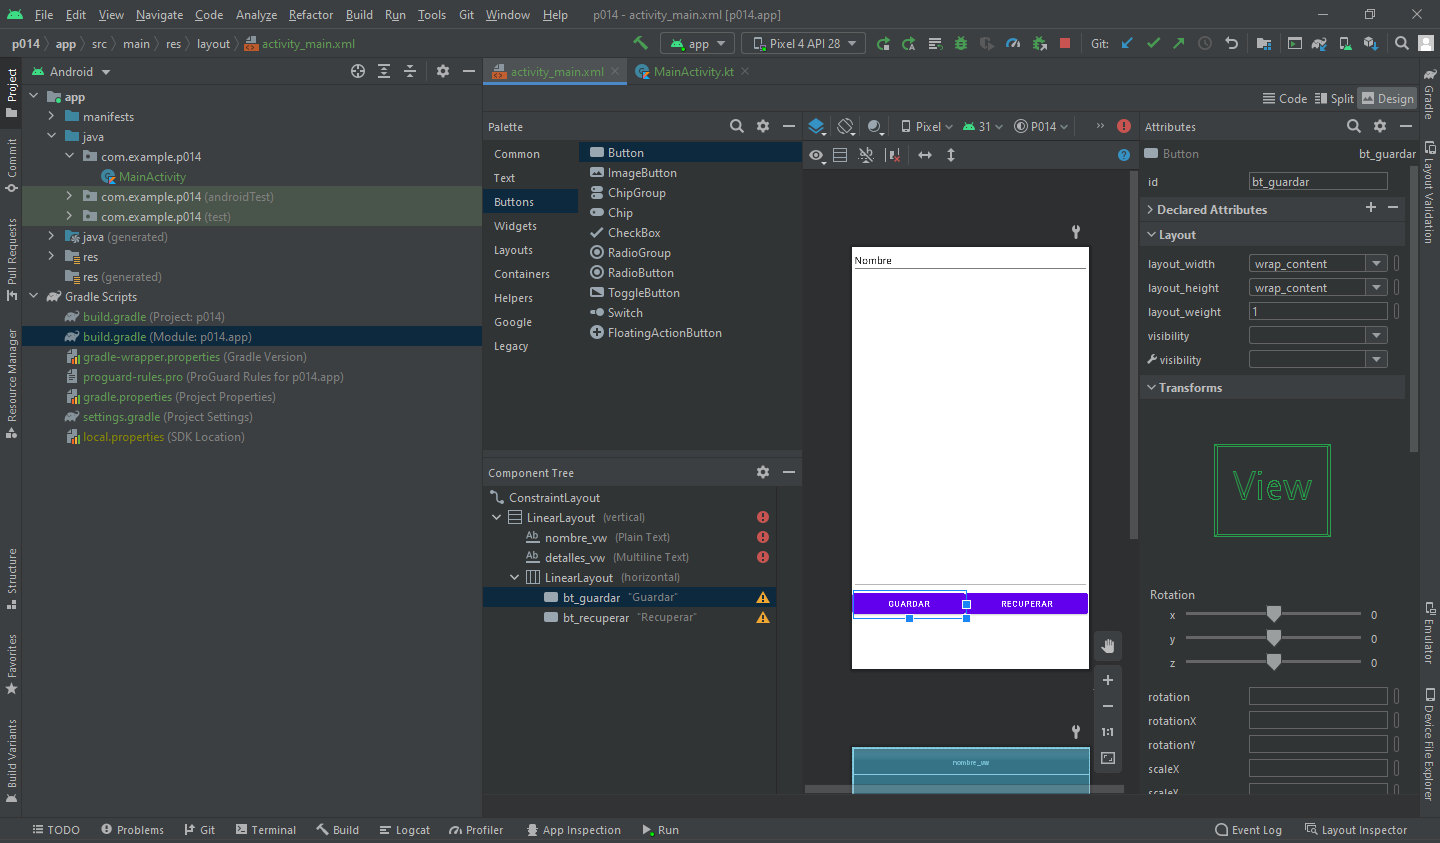 File Edit View Navigate Code Analyze Refactor Build Run Tools Git Window Help p014 - activity_main.xml [p014.app]
p014 app src main res layout activity_main.xml app Pixel 4 API 28 Git:
Android
activity_main.xml MainActivity.kt
Code Split Design
Project
Commit
Pull Requests
Resource Manager
Structure
Favorites
Build Variants
app
manifests
java
com.example.p014
MainActivity
com.example.p014 (androidTest)
com.example.p014 (test)
java (generated)
res
res (generated)
Gradle Scripts
build.gradle (Project: p014)
build.gradle (Module: p014.app)
gradle-wrapper.properties (Gradle Version)
proguard-rules.pro (ProGuard Rules for p014.app)
gradle.properties (Project Properties)
settings.gradle (Project Settings)
local.properties (SDK Location)
Palette
Common
Text
Buttons
Widgets
Layouts
Containers
Helpers
Google
Legacy
Button
ImageButton
ChipGroup
Chip
CheckBox
RadioGroup
RadioButton
ToggleButton
Switch
FloatingActionButton
Component Tree
ConstraintLayout
LinearLayout (vertical)
Ab nombre_vw (Plain Text)
Ab detalles_vw (Multiline Text)
LinearLayout (horizontal)
bt_guardar "Guardar"
bt_recuperar "Recuperar"
Pixel 31 P014
Nombre
GUARDAR RECUPERAR
1:1
nombre_vw
Attributes
Button bt_guardar
id bt_guardar
Declared Attributes
Layout
layout_width wrap_content
layout_height wrap_content
layout_weight 1
visibility
visibility
Transforms
View
Rotation
x 0
y 0
z 0
rotation
rotationX
rotationY
scaleX
scaleY
Gradle
Layout Validation
Emulator
Device File Explorer
TODO Problems Git Terminal Build Logcat Profiler App Inspection Run Event Log Layout Inspector